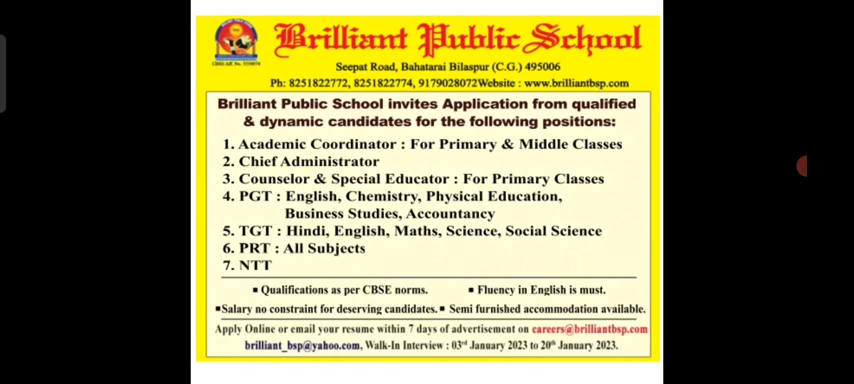 Brilliant Public School
Seepat Road, Bahatarai Bilaspur (C.G.) 495006
Ph: 8251822772, 8251822774, 9179028072Website : www.brilliantbsp.com
Brilliant Public School invites Application from qualified
& dynamic candidates for the following positions:
1. Academic Coordinator : For Primary & Middle Classes
2. Chief Administrator
3. Counselor & Special Educator : For Primary Classes
4. PGT : English, Chemistry, Physical Education,
Business Studies, Accountancy
5. TGT : Hindi, English, Maths, Science, Social Science
6. PRT : All Subjects
7. NTT
▪ Qualifications as per CBSE norms. ▪ Fluency in English is must.
▪Salary no constraint for deserving candidates. ▪ Semi furnished accommodation available.
Apply Online or email your resume within 7 days of advertisement on careers@brilliantbsp.com
brilliant_bsp@yahoo.com, Walk-In Interview : 03rd January 2023 to 20th January 2023.